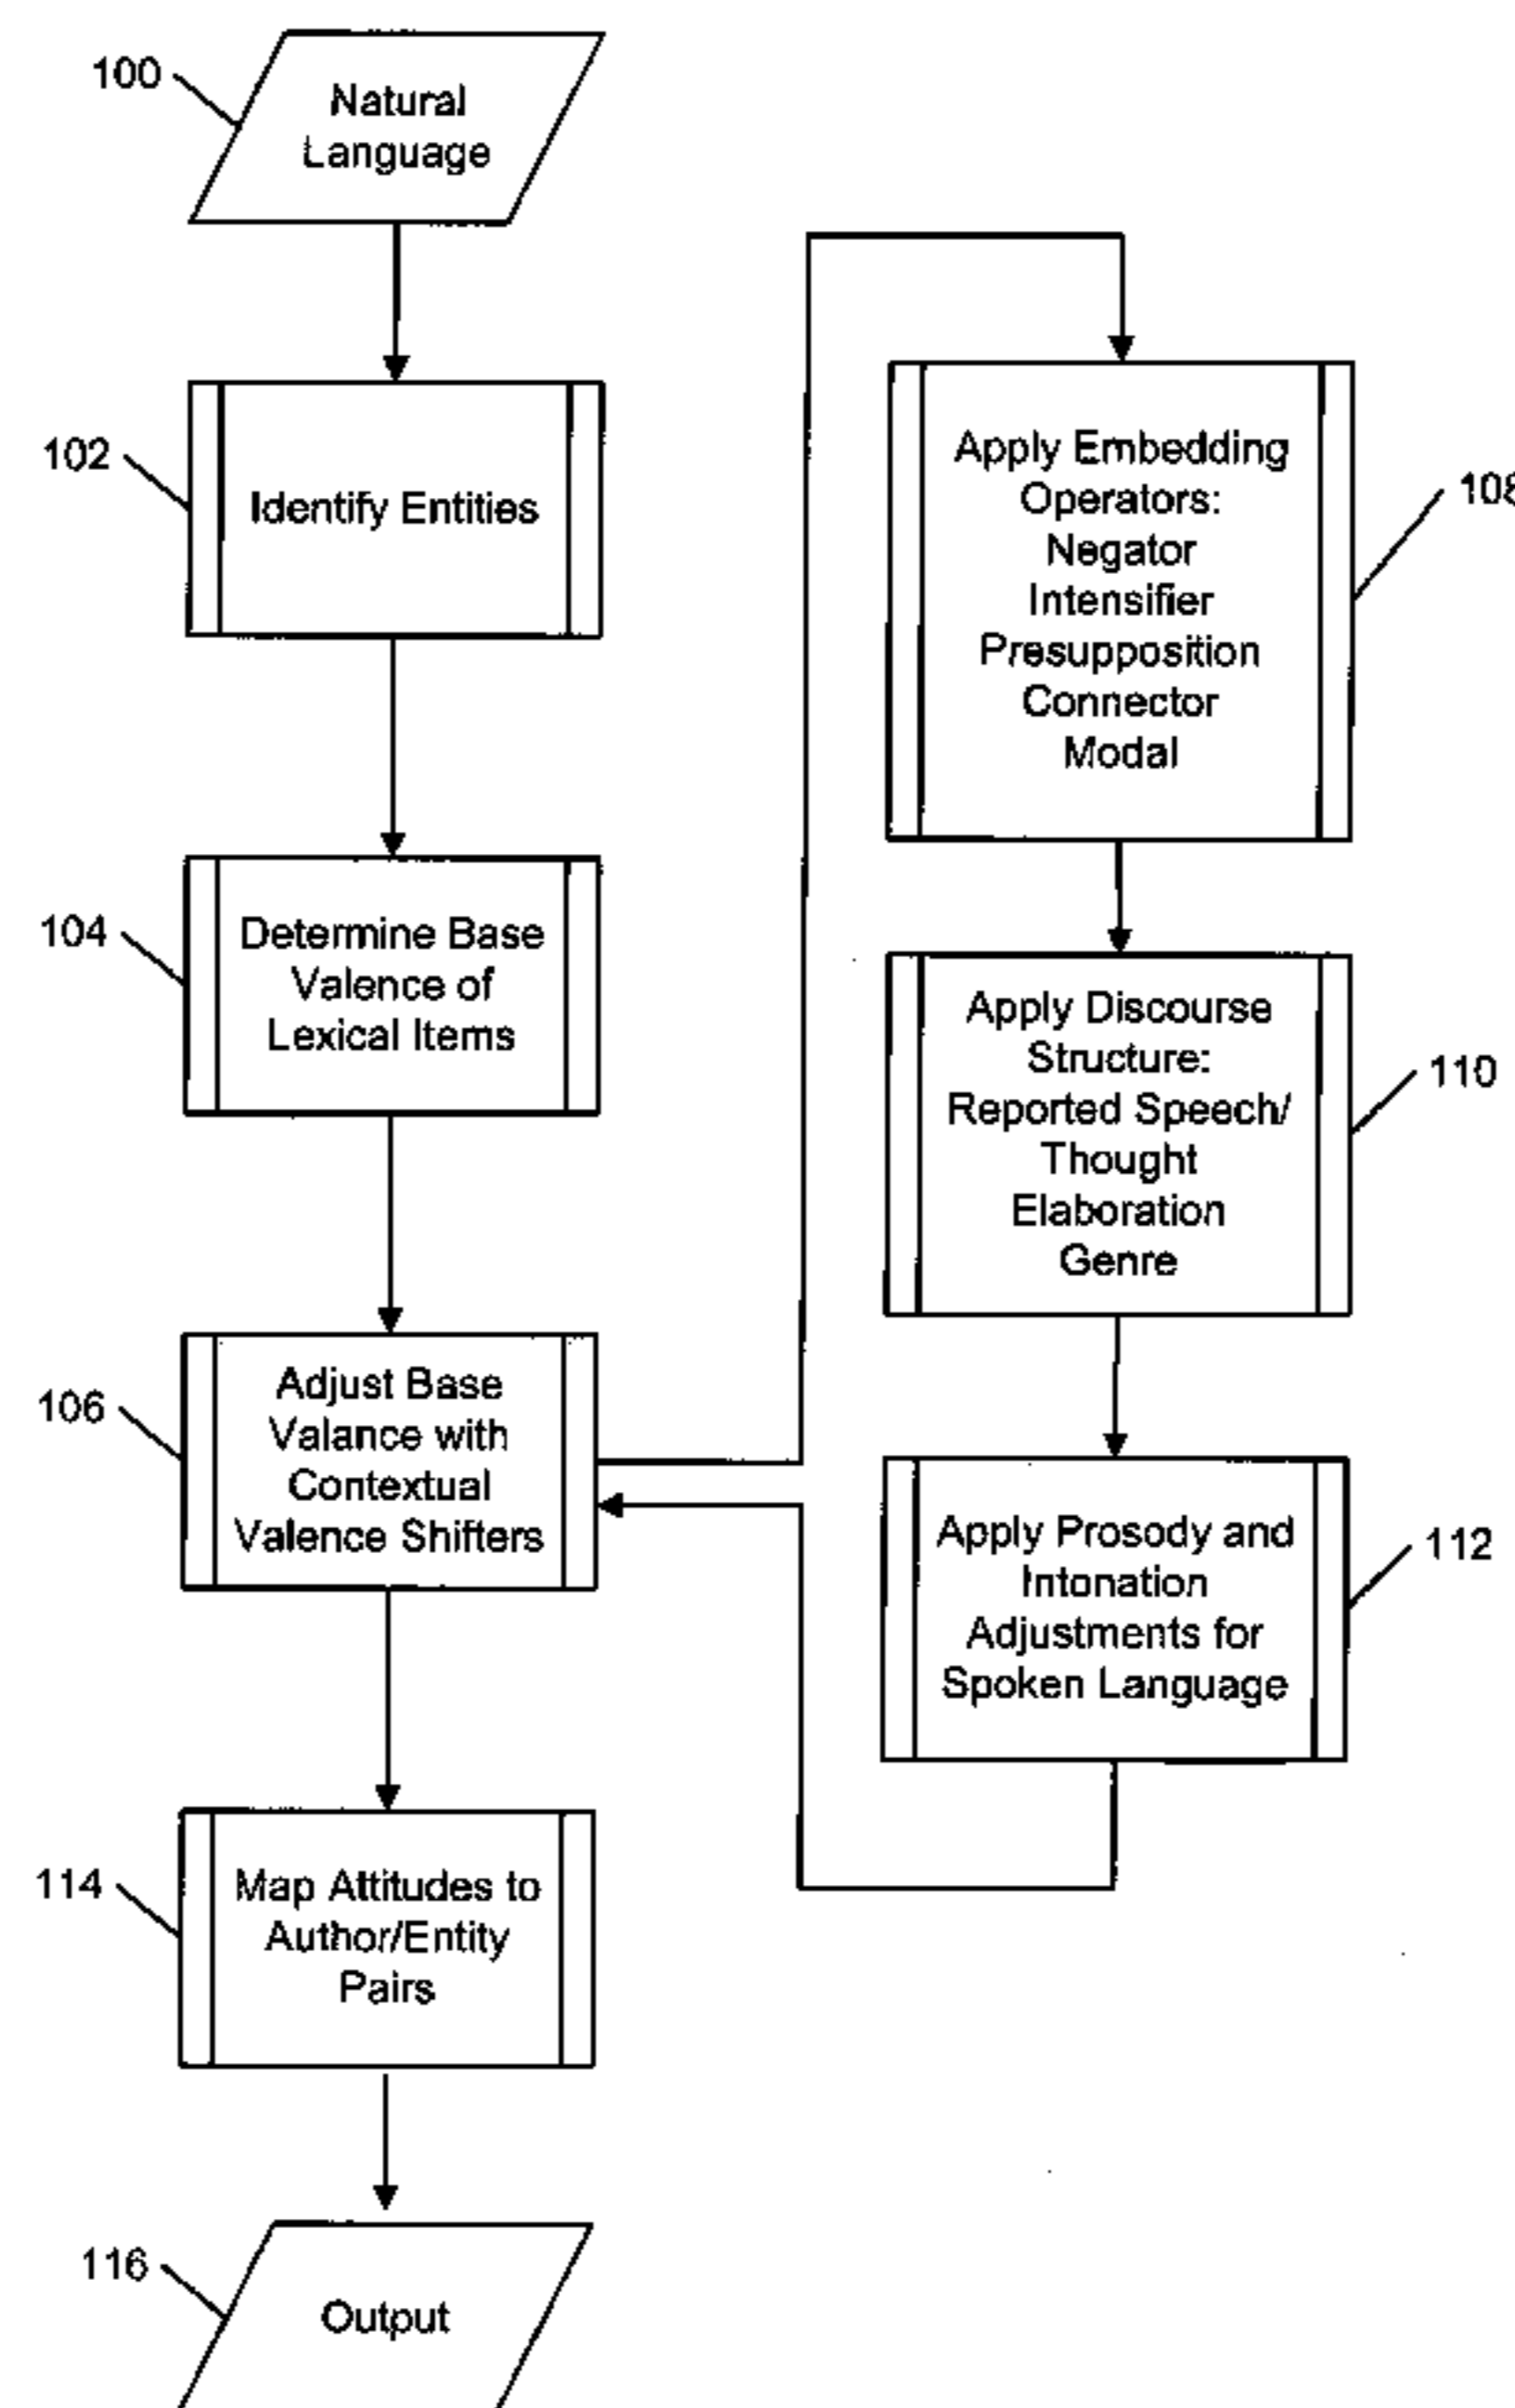 100
Natural
Language
102
Identify Entities
104
Determine Base
Valence of
Lexical Items
106
Adjust Base
Valance with
Contextual
Valence Shifters
108
Apply Embedding
Operators:
Negator
Intensifier
Presupposition
Connector
Modal
110
Apply Discourse
Structure:
Reported Speech/
Thought
Elaboration
Genre
112
Apply Prosody and
Intonation
Adjustments for
Spoken Language
114
Map Attitudes to
Author/Entity
Pairs
116
Output